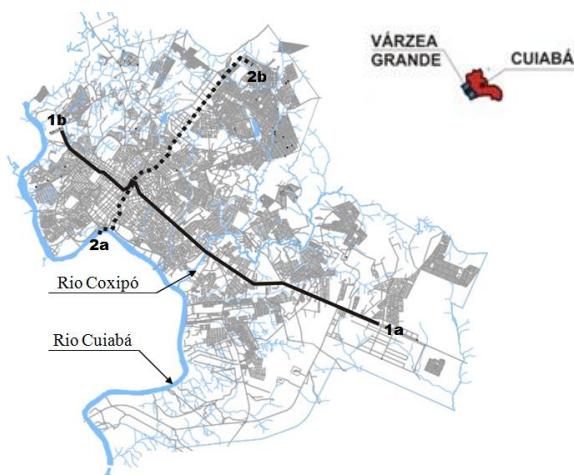 VÁRZEA
GRANDE
CUIABÁ
2b
1b
2a
Rio Coxipó
1a
Rio Cuiabá